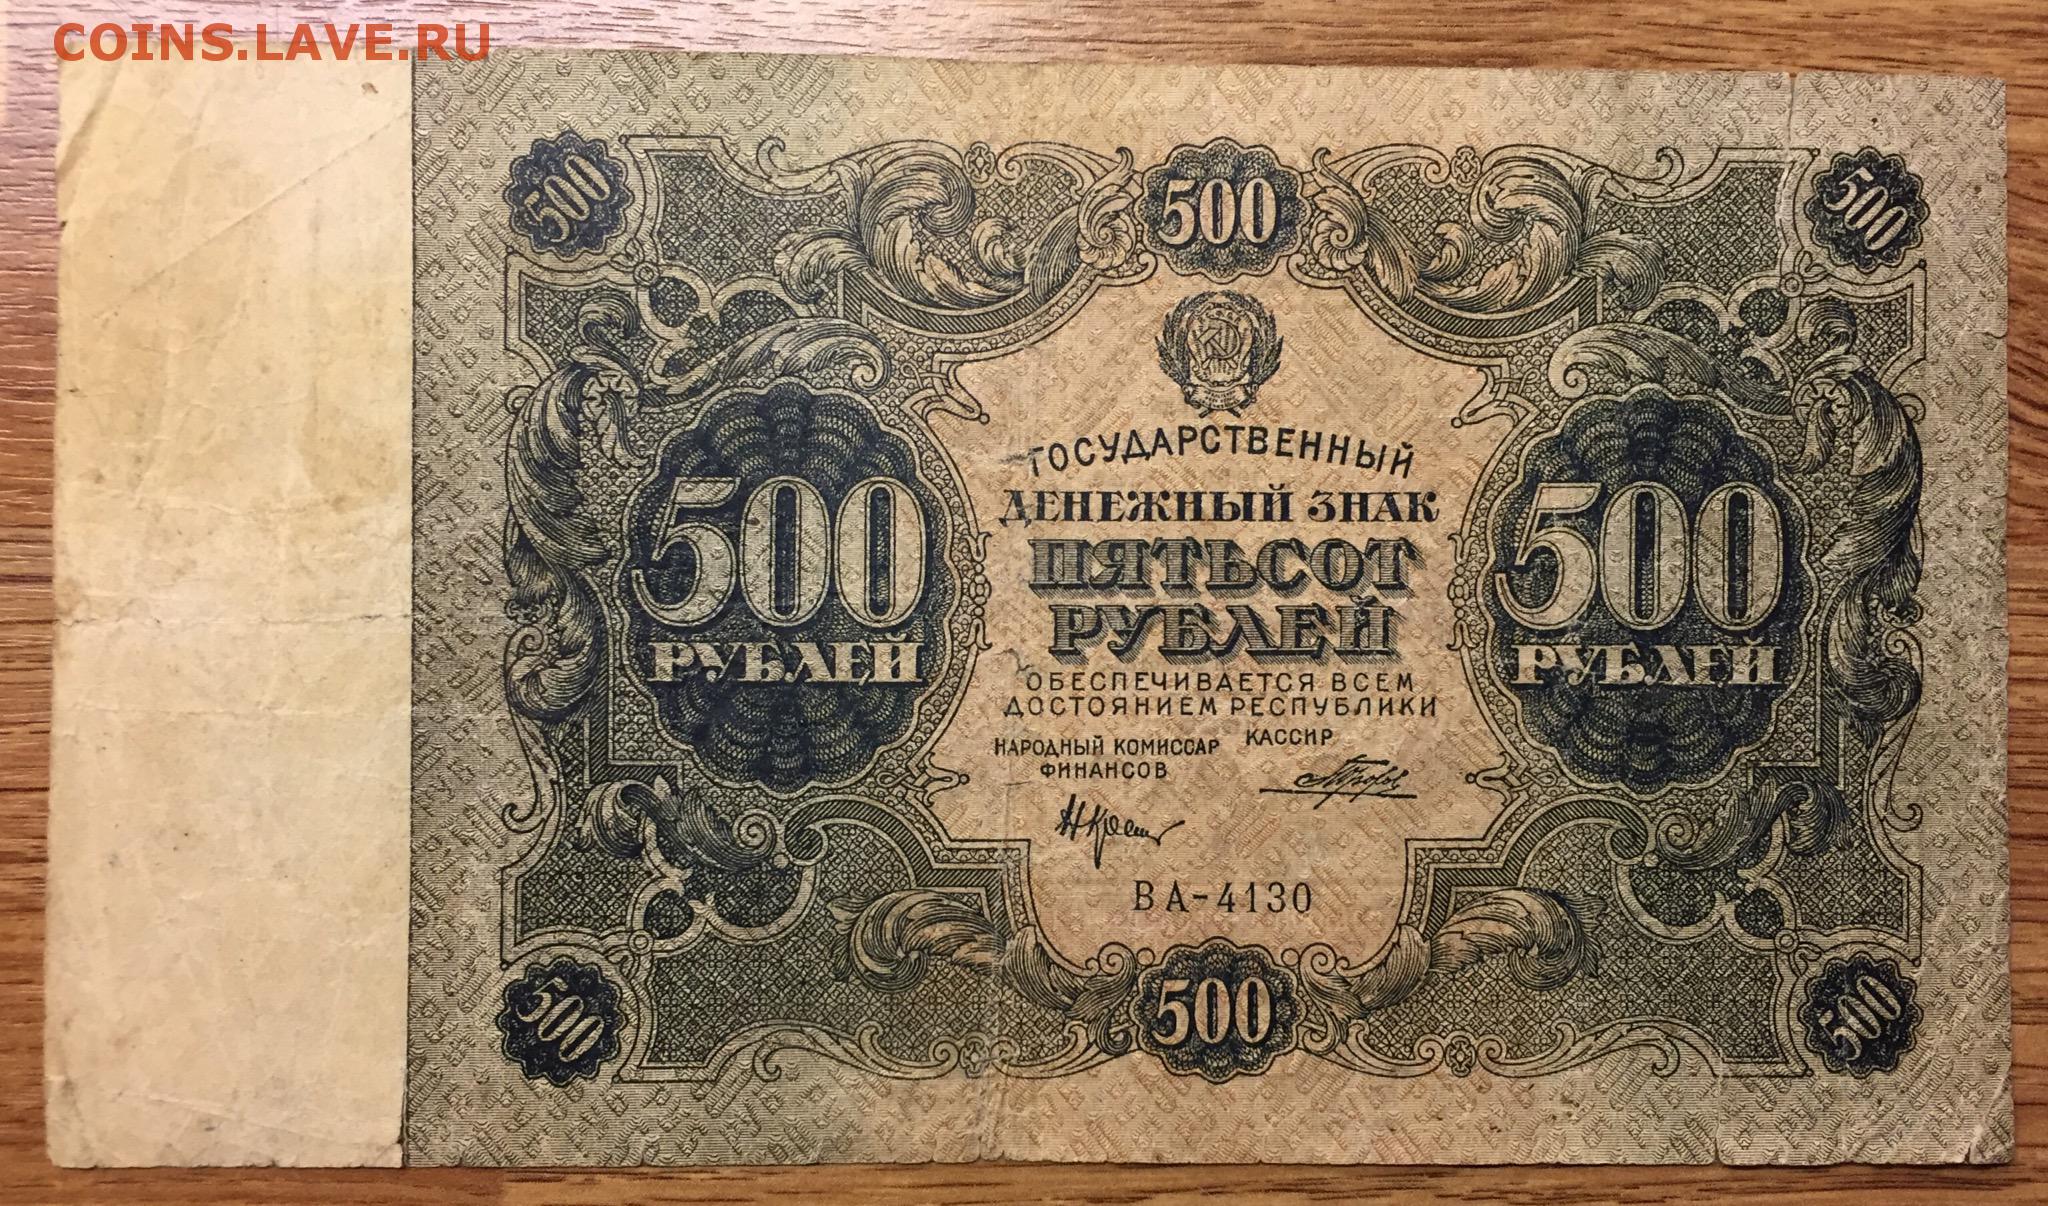 COINS.LAVE.RU
500 500 500
ГОСУДАРСТВЕННЫЙ
ДЕНЕЖНЫЙ ЗНАК
500 ПЯТЬСОТ 500
РУБЛЕЙ РУБЛЕЙ РУБЛЕЙ
ОБЕСПЕЧИВАЕТСЯ ВСЕМ
ДОСТОЯНИЕМ РЕСПУБЛИКИ
НАРОДНЫЙ КОМИССАР КАССИР
ФИНАНСОВ
ВА-4130
500 500 500